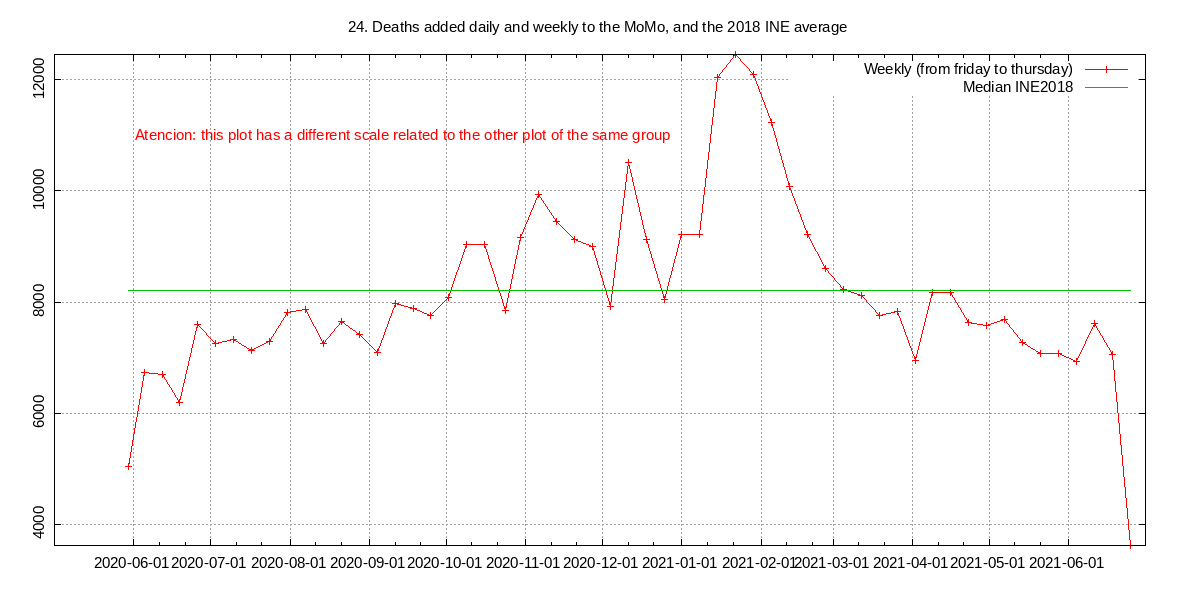 24. Deaths added daily and weekly to the MoMo, and the 2018 INE average
Weekly (from friday to thursday)
Median INE2018
Atencion: this plot has a different scale related to the other plot of the same group
12000
10000
8000
6000
4000
2020-06-01 2020-07-01 2020-08-01 2020-09-01 2020-10-01 2020-11-01 2020-12-01 2021-01-01 2021-02-01 2021-03-01 2021-04-01 2021-05-01 2021-06-01